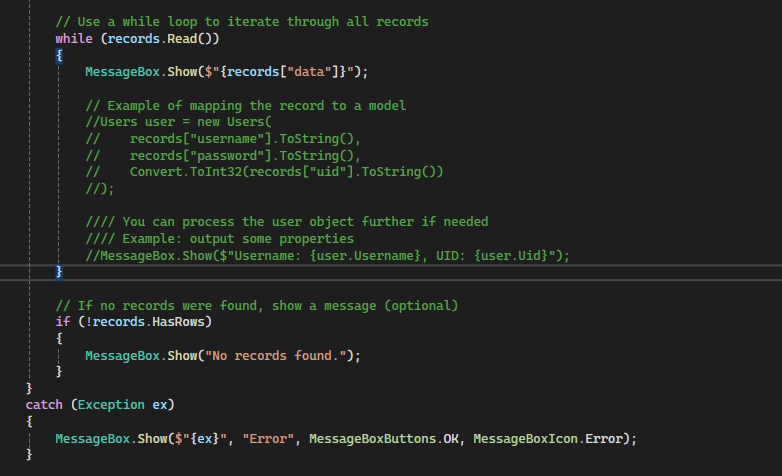 // Use a while loop to iterate through all records
while (records.Read())
{
MessageBox.Show($"{records["data"]}");
// Example of mapping the record to a model
//Users user = new Users(
//    records["username"].ToString(),
//    records["password"].ToString(),
//    Convert.ToInt32(records["uid"].ToString())
//);
//// You can process the user object further if needed
//// Example: output some properties
//MessageBox.Show($"Username: {user.Username}, UID: {user.Uid}");
}
// If no records were found, show a message (optional)
if (!records.HasRows)
{
MessageBox.Show("No records found.");
}
}
catch (Exception ex)
{
MessageBox.Show($"{ex}", "Error", MessageBoxButtons.OK, MessageBoxIcon.Error);
}